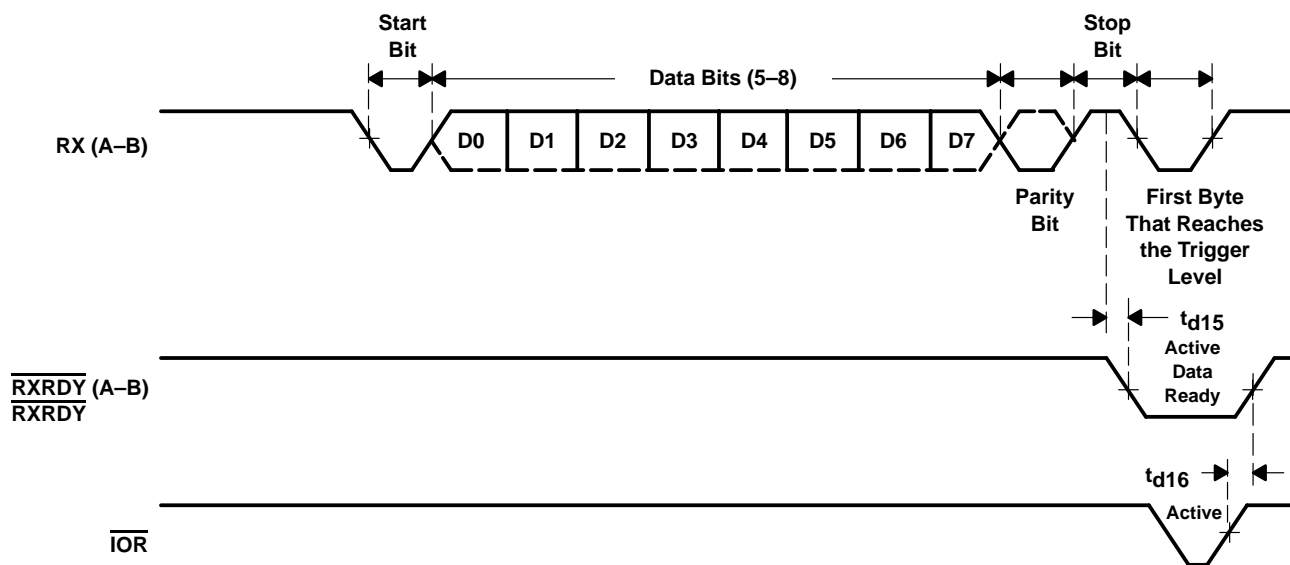 Start
Bit
Stop
Bit
Data Bits (5–8)
RX (A–B)
D0
D1
D2
D3
D4
D5
D6
D7
Parity
Bit
First Byte
That Reaches
the Trigger
Level
td15
Active
Data
Ready
RXRDY (A–B)
RXRDY
td16
Active
IOR